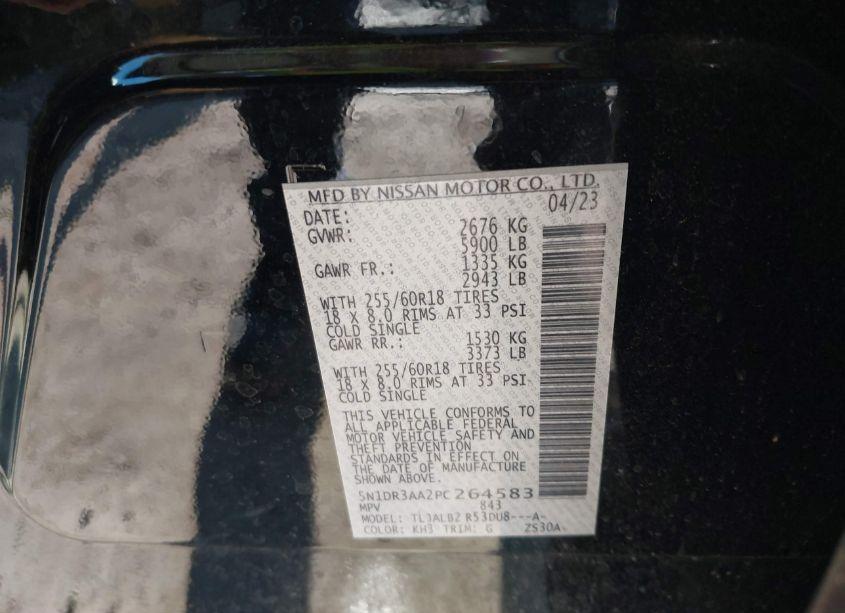 MFD BY NISSAN MOTOR CO., LTD.
DATE: 04/23
GVWR: 2676 KG
5900 LB
GAWR FR.: 1335 KG
2943 LB
WITH 255/60R18 TIRES
18 X 8.0 RIMS AT 33 PSI
COLD SINGLE
GAWR RR.: 1530 KG
3373 LB
WITH 255/60R18 TIRES
18 X 8.0 RIMS AT 33 PSI
COLD SINGLE
THIS VEHICLE CONFORMS TO
ALL APPLICABLE FEDERAL
MOTOR VEHICLE SAFETY AND
THEFT PREVENTION
STANDARDS IN EFFECT ON
THE DATE OF MANUFACTURE
SHOWN ABOVE.
5N1DR3AA2PC264583
MPV 843
MODEL: TLJALBZ R53DU8---A-
COLOR: KH3 TRIM: G ZS30A-